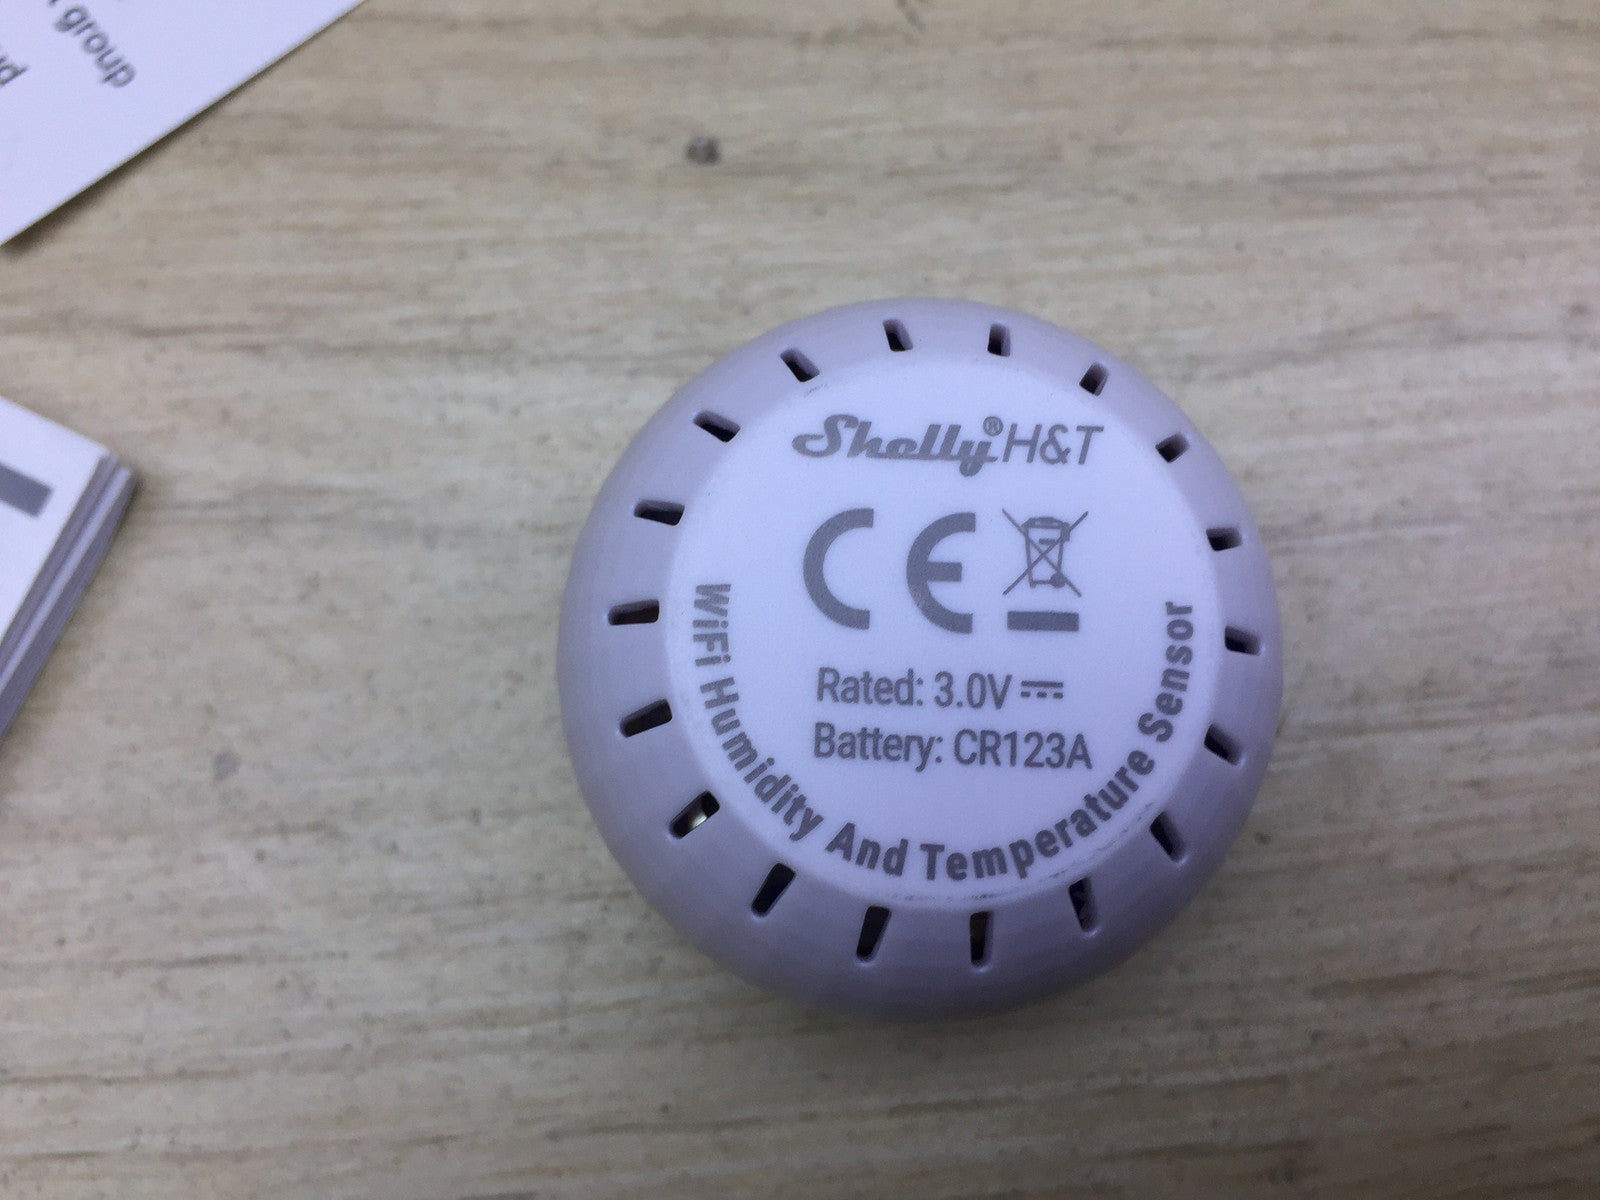 group
Shelly® H&T
CE
Rated: 3.0V
Battery: CR123A
WiFi Humidity And Temperature Sensor